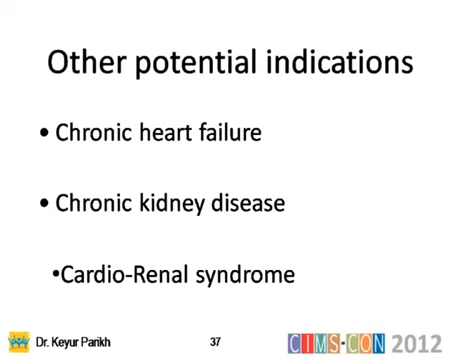 Other potential indications
• Chronic heart failure
• Chronic kidney disease
•Cardio-Renal syndrome
Dr. Keyur Parikh
37
CIMS-CON 2012